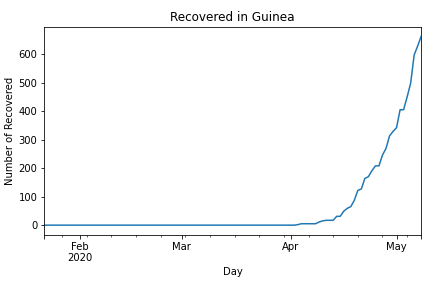 Recovered in Guinea
Number of Recovered
600
500
400
300
200
100
0
Feb
2020
Mar
Apr
May
Day